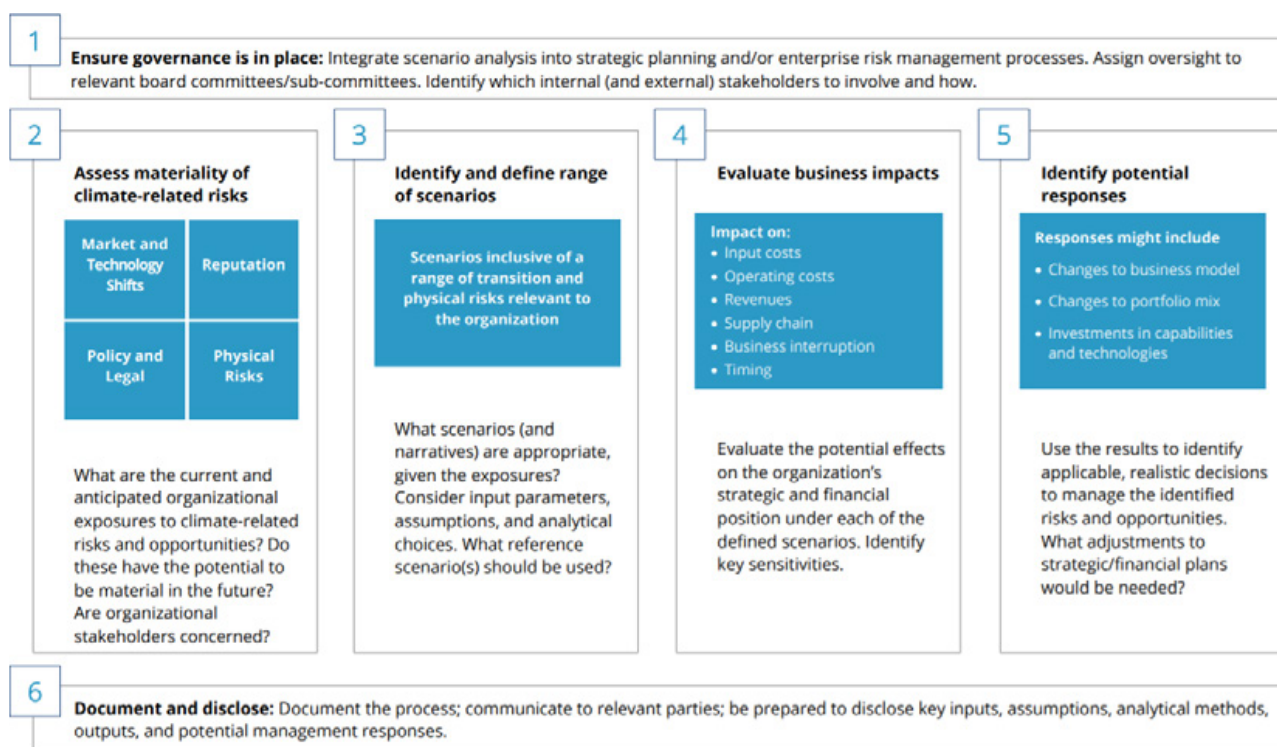 1
Ensure governance is in place: Integrate scenario analysis into strategic planning and/or enterprise risk management processes. Assign oversight to
relevant board committees/sub-committees. Identify which internal (and external) stakeholders to involve and how.
2
Assess materiality of
climate-related risks
Market and
Technology
Shifts
Reputation
Policy and
Legal
Physical
Risks
What are the current and
anticipated organizational
exposures to climate-related
risks and opportunities? Do
these have the potential to
be material in the future?
Are organizational
stakeholders concerned?
3
Identify and define range
of scenarios
Scenarios inclusive of a
range of transition and
physical risks relevant to
the organization
What scenarios (and
narratives) are appropriate,
given the exposures?
Consider input parameters,
assumptions, and analytical
choices. What reference
scenario(s) should be used?
4
Evaluate business impacts
Impact on:
• Input costs
• Operating costs
• Revenues
• Supply chain
• Business interruption
• Timing
Evaluate the potential effects
on the organization's
strategic and financial
position under each of the
defined scenarios. Identify
key sensitivities.
5
Identify potential
responses
Responses might include
• Changes to business model
• Changes to portfolio mix
• Investments in capabilities
and technologies
Use the results to identify
applicable, realistic decisions
to manage the identified
risks and opportunities.
What adjustments to
strategic/financial plans
would be needed?
6
Document and disclose: Document the process; communicate to relevant parties; be prepared to disclose key inputs, assumptions, analytical methods,
outputs, and potential management responses.